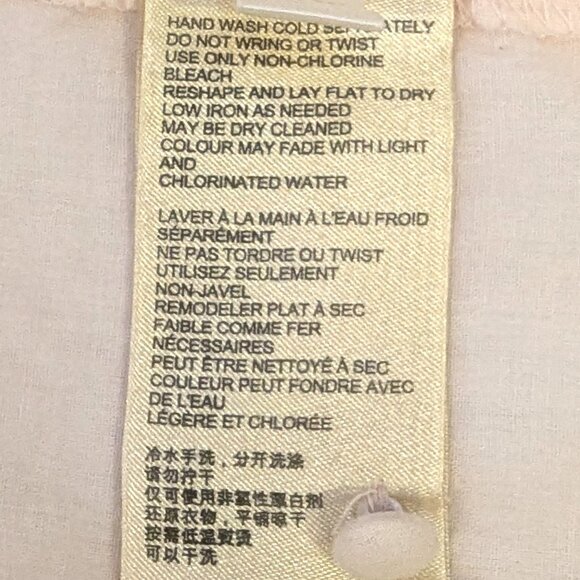 HAND WASH COLD SEPARATELY
DO NOT WRING OR TWIST
USE ONLY NON-CHLORINE
BLEACH
RESHAPE AND LAY FLAT TO DRY
LOW IRON AS NEEDED
MAY BE DRY CLEANED
COLOUR MAY FADE WITH LIGHT
AND
CHLORINATED WATER
LAVER À LA MAIN À L'EAU FROID
SÉPARÉMENT
NE PAS TORDRE OU TWIST
UTILISEZ SEULEMENT
NON-JAVEL
REMODELER PLAT À SEC
FAIBLE COMME FER
NÉCESSAIRES
PEUT ÊTRE NETTOYÉ À SEC
COULEUR PEUT FONDRE AVEC
DE L'EAU
LÉGÈRE ET CHLORÉE
冷水手洗，分开洗涤
请勿拧干
仅可使用非氯性漂白剂
还原衣物，平铺晾干
按需低温熨烫
可以干洗